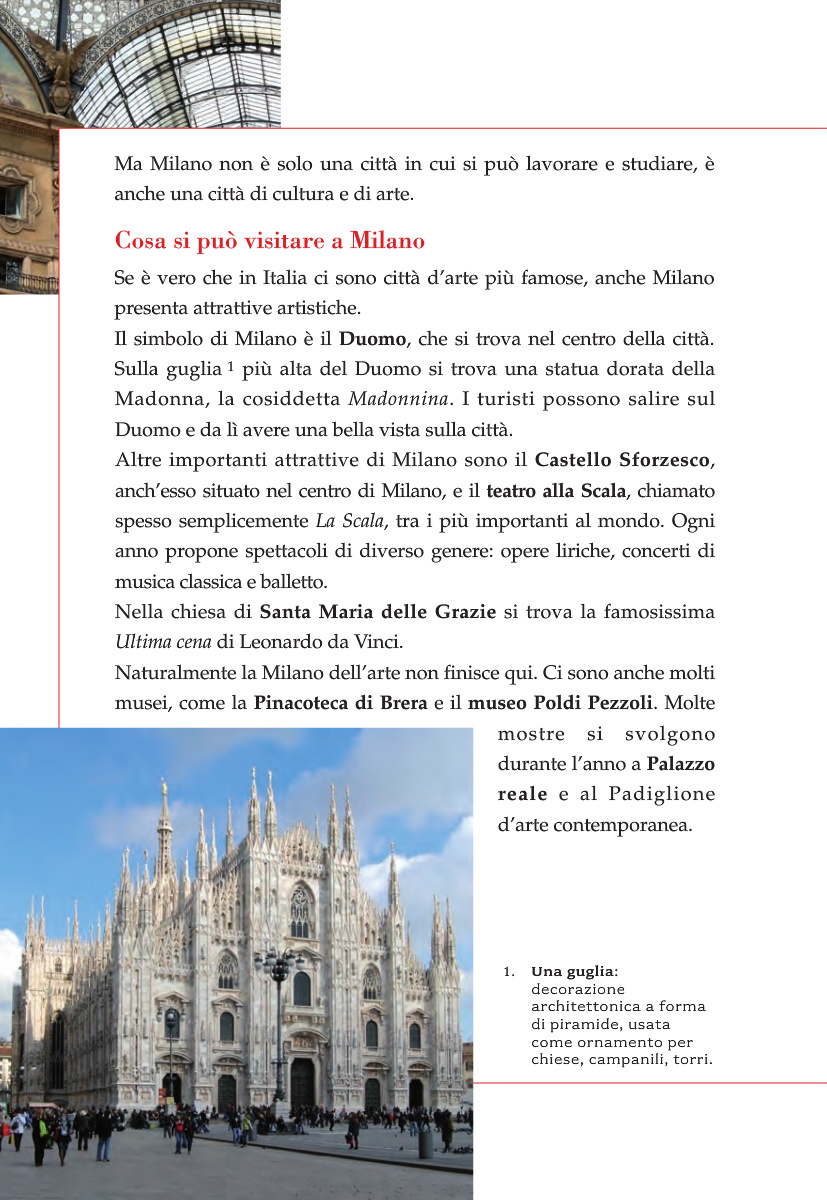 Ma Milano non è solo una città in cui si può lavorare e studiare, è
anche una città di cultura e di arte.
Cosa si può visitare a Milano
Se è vero che in Italia ci sono città d’arte più famose, anche Milano
presenta attrattive artistiche.
Il simbolo di Milano è il Duomo, che si trova nel centro della città.
Sulla guglia 1 più alta del Duomo si trova una statua dorata della
Madonna, la cosiddetta Madonnina. I turisti possono salire sul
Duomo e da lì avere una bella vista sulla città.
Altre importanti attrattive di Milano sono il Castello Sforzesco,
anch’esso situato nel centro di Milano, e il teatro alla Scala, chiamato
spesso semplicemente La Scala, tra i più importanti al mondo. Ogni
anno propone spettacoli di diverso genere: opere liriche, concerti di
musica classica e balletto.
Nella chiesa di Santa Maria delle Grazie si trova la famosissima
Ultima cena di Leonardo da Vinci.
Naturalmente la Milano dell’arte non finisce qui. Ci sono anche molti
musei, come la Pinacoteca di Brera e il museo Poldi Pezzoli. Molte
mostre si svolgono
durante l’anno a Palazzo
reale e al Padiglione
d’arte contemporanea.
1. Una guglia:
decorazione
architettonica a forma
di piramide, usata
come ornamento per
chiese, campanili, torri.